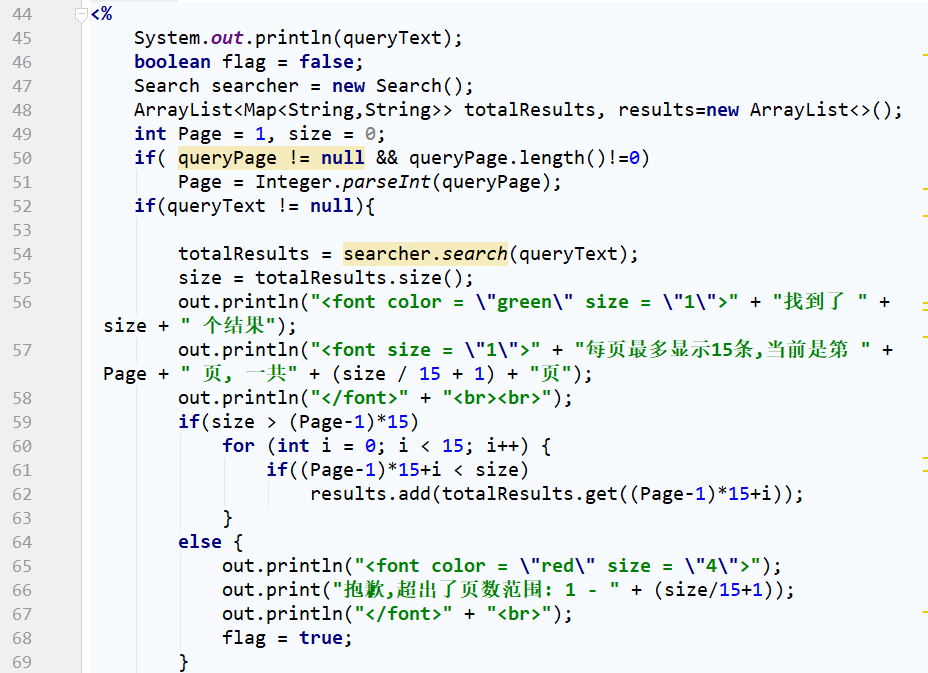 44 <%
45 System.out.println(queryText);
46 boolean flag = false;
47 Search searcher = new Search();
48 ArrayList<Map<String,String>> totalResults, results=new ArrayList<>();
49 int Page = 1, size = 0;
50 if( queryPage != null && queryPage.length()!=0)
51 Page = Integer.parseInt(queryPage);
52 if(queryText != null){
53
54 totalResults = searcher.search(queryText);
55 size = totalResults.size();
56 out.println("<font color = \"green\" size = \"1\">" + "找到了 " +
size + " 个结果");
57 out.println("<font size = \"1\">" + "每页最多显示15条,当前是第 " +
Page + " 页, 一共" + (size / 15 + 1) + "页");
58 out.println("</font>" + "<br><br>");
59 if(size > (Page-1)*15)
60 for (int i = 0; i < 15; i++) {
61 if((Page-1)*15+i < size)
62 results.add(totalResults.get((Page-1)*15+i));
63 }
64 else {
65 out.println("<font color = \"red\" size = \"4\">");
66 out.print("抱歉,超出了页数范围: 1 - " + (size/15+1));
67 out.println("</font>" + "<br>");
68 flag = true;
69 }